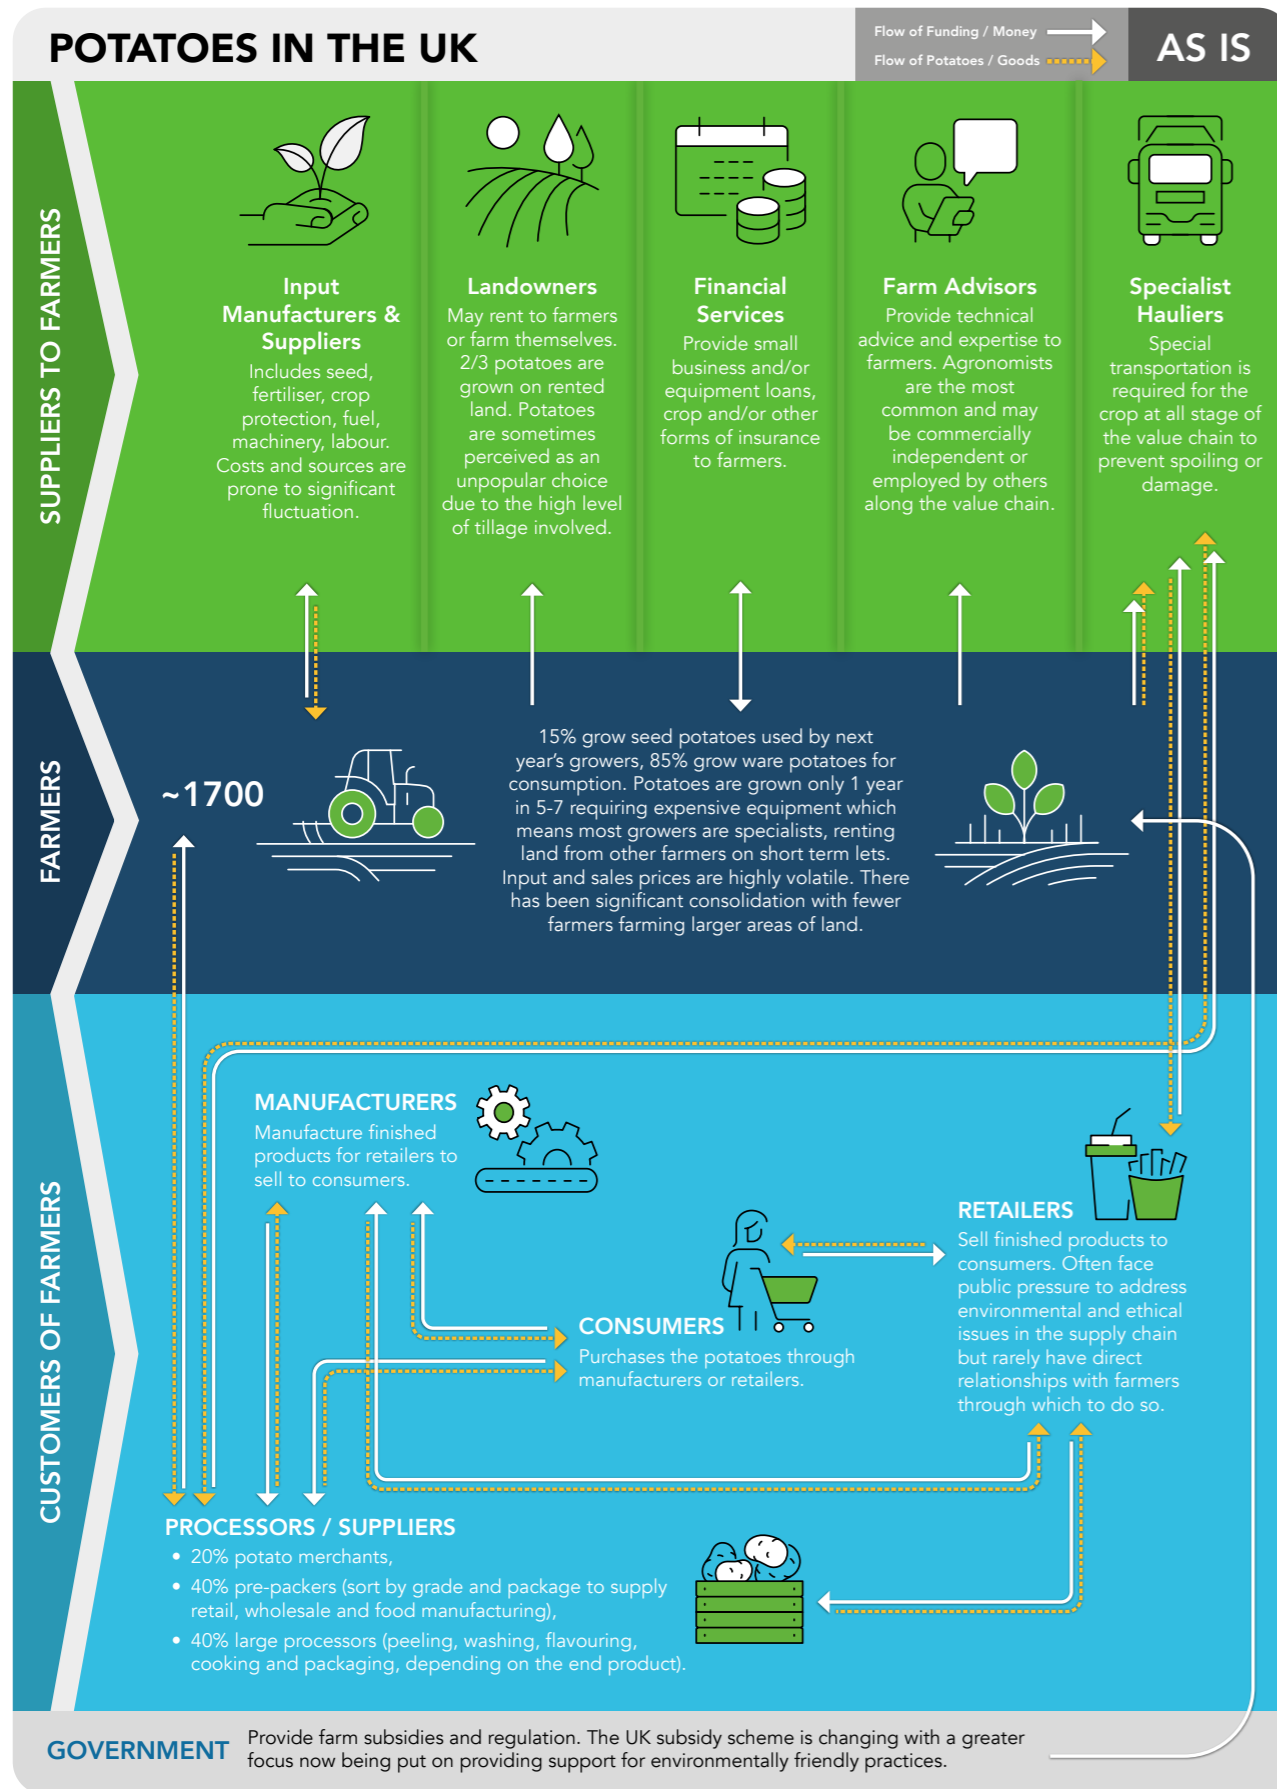 POTATOES IN THE UK
Flow of Funding / Money
Flow of Potatoes / Goods
AS IS
SUPPLIERS TO FARMERS
Input
Manufacturers &
Suppliers
Includes seed,
fertiliser, crop
protection, fuel,
machinery, labour.
Costs and sources are
prone to significant
fluctuation.
Landowners
May rent to farmers
or farm themselves.
2/3 potatoes are
grown on rented
land. Potatoes
are sometimes
perceived as an
unpopular choice
due to the high level
of tillage involved.
Financial
Services
Provide small
business and/or
equipment loans,
crop and/or other
forms of insurance
to farmers.
Farm Advisors
Provide technical
advice and expertise to
farmers. Agronomists
are the most
common and may
be commercially
independent or
employed by others
along the value chain.
Specialist
Hauliers
Special
transportation is
required for the
crop at all stage of
the value chain to
prevent spoiling or
damage.
FARMERS
~1700
15% grow seed potatoes used by next
year's growers, 85% grow ware potatoes for
consumption. Potatoes are grown only 1 year
in 5-7 requiring expensive equipment which
means most growers are specialists, renting
land from other farmers on short term lets.
Input and sales prices are highly volatile. There
has been significant consolidation with fewer
farmers farming larger areas of land.
CUSTOMERS OF FARMERS
MANUFACTURERS
Manufacture finished
products for retailers to
sell to consumers.
RETAILERS
Sell finished products to
consumers. Often face
public pressure to address
environmental and ethical
issues in the supply chain
but rarely have direct
relationships with farmers
through which to do so.
CONSUMERS
Purchases the potatoes through
manufacturers or retailers.
PROCESSORS / SUPPLIERS
• 20% potato merchants,
• 40% pre-packers (sort by grade and package to supply
retail, wholesale and food manufacturing),
• 40% large processors (peeling, washing, flavouring,
cooking and packaging, depending on the end product).
GOVERNMENT
Provide farm subsidies and regulation. The UK subsidy scheme is changing with a greater
focus now being put on providing support for environmentally friendly practices.